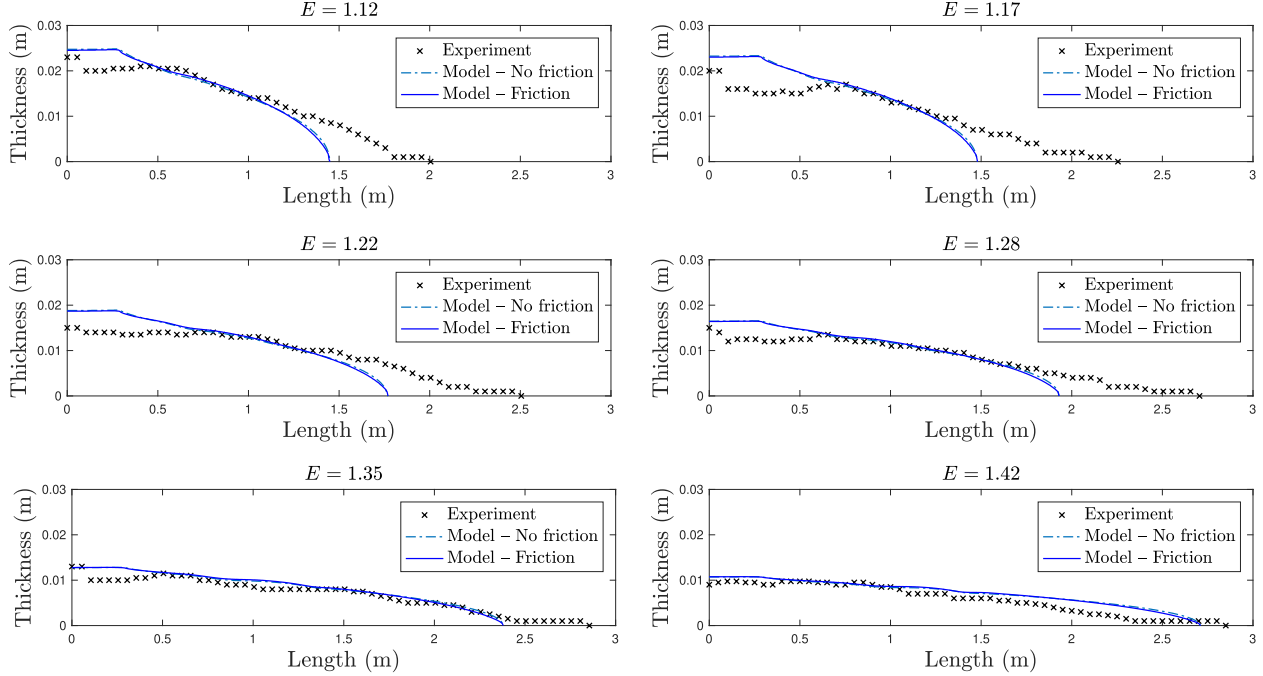 E = 1.12
Thickness (m)
0.03
0.02
0.01
0
Experiment
Model − No friction
Model − Friction
0 0.5 1 1.5 2 2.5 3
Length (m)
E = 1.17
Thickness (m)
0.03
0.02
0.01
0
Experiment
Model − No friction
Model − Friction
0 0.5 1 1.5 2 2.5 3
Length (m)
E = 1.22
Thickness (m)
0.03
0.02
0.01
0
Experiment
Model − No friction
Model − Friction
0 0.5 1 1.5 2 2.5 3
Length (m)
E = 1.28
Thickness (m)
0.03
0.02
0.01
0
Experiment
Model − No friction
Model − Friction
0 0.5 1 1.5 2 2.5 3
Length (m)
E = 1.35
Thickness (m)
0.03
0.02
0.01
0
Experiment
Model − No friction
Model − Friction
0 0.5 1 1.5 2 2.5 3
Length (m)
E = 1.42
Thickness (m)
0.03
0.02
0.01
0
Experiment
Model − No friction
Model − Friction
0 0.5 1 1.5 2 2.5 3
Length (m)